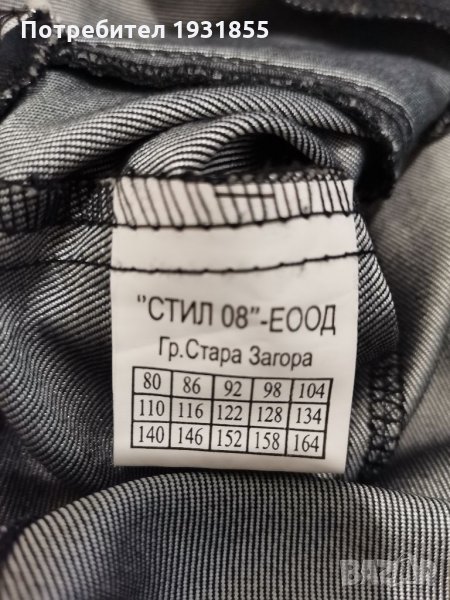 Потребител 1931855
"СТИЛ 08"-ЕООД
Гр.Стара Загора
80 86 92 98 104
110 116 122 128 134
140 146 152 158 164
BAZAR